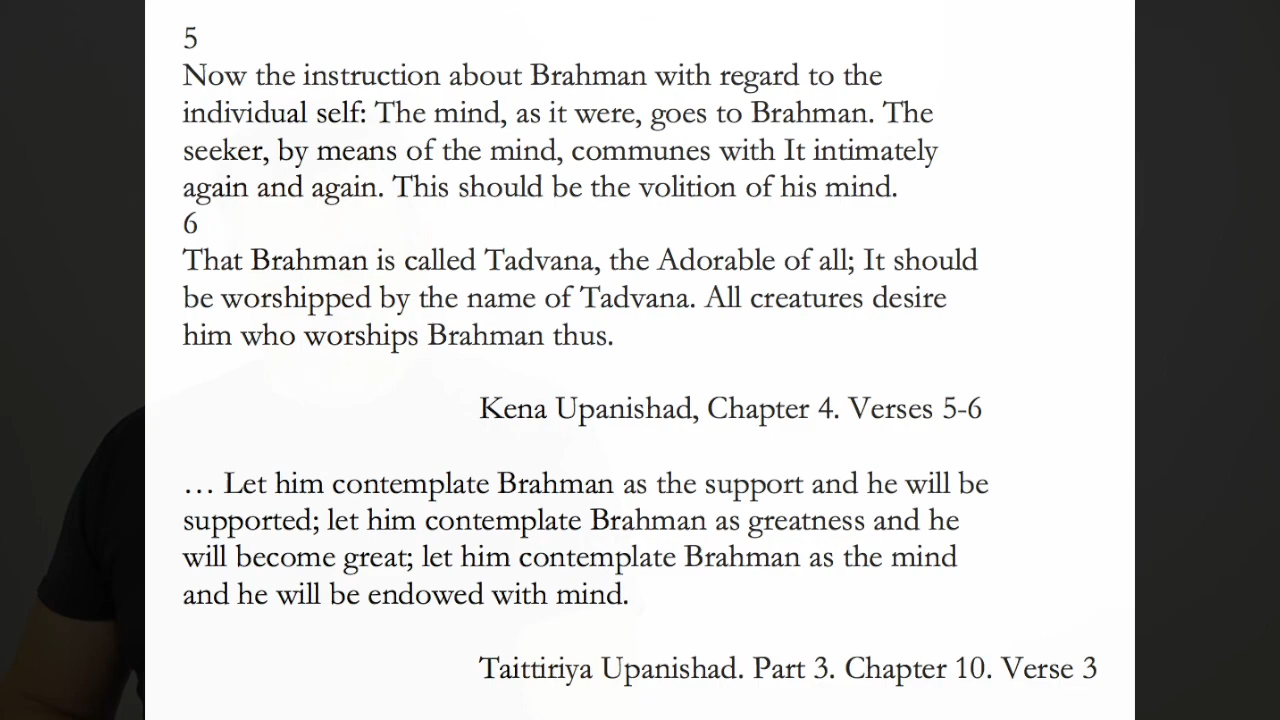 5
Now the instruction about Brahman with regard to the
individual self: The mind, as it were, goes to Brahman. The
seeker, by means of the mind, communes with It intimately
again and again. This should be the volition of his mind.
6
That Brahman is called Tadvana, the Adorable of all; It should
be worshipped by the name of Tadvana. All creatures desire
him who worships Brahman thus.
Kena Upanishad, Chapter 4. Verses 5-6
… Let him contemplate Brahman as the support and he will be
supported; let him contemplate Brahman as greatness and he
will become great; let him contemplate Brahman as the mind
and he will be endowed with mind.
Taittiriya Upanishad. Part 3. Chapter 10. Verse 3